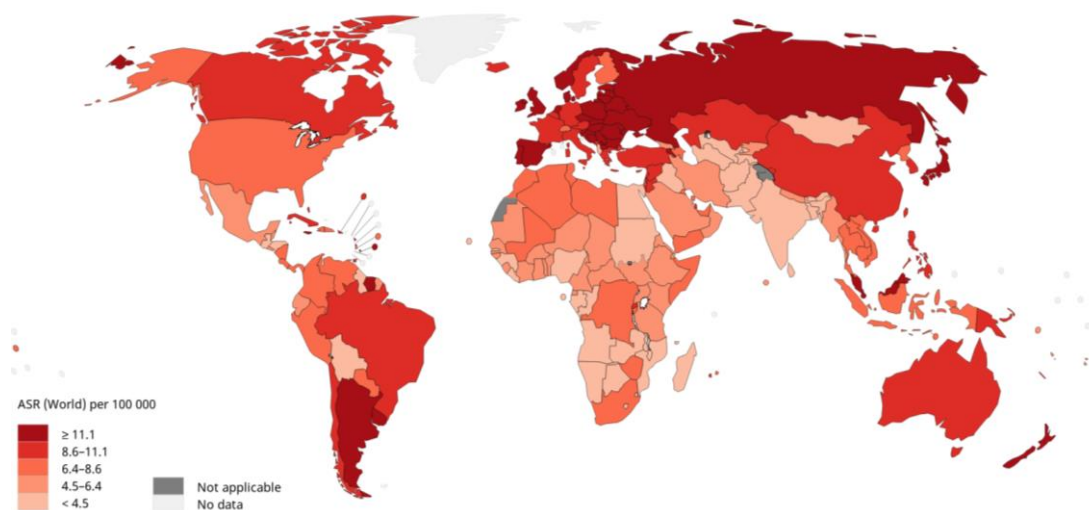 ASR (World) per 100 000
≥ 11.1
8.6–11.1
6.4–8.6
4.5–6.4
< 4.5
Not applicable
No data